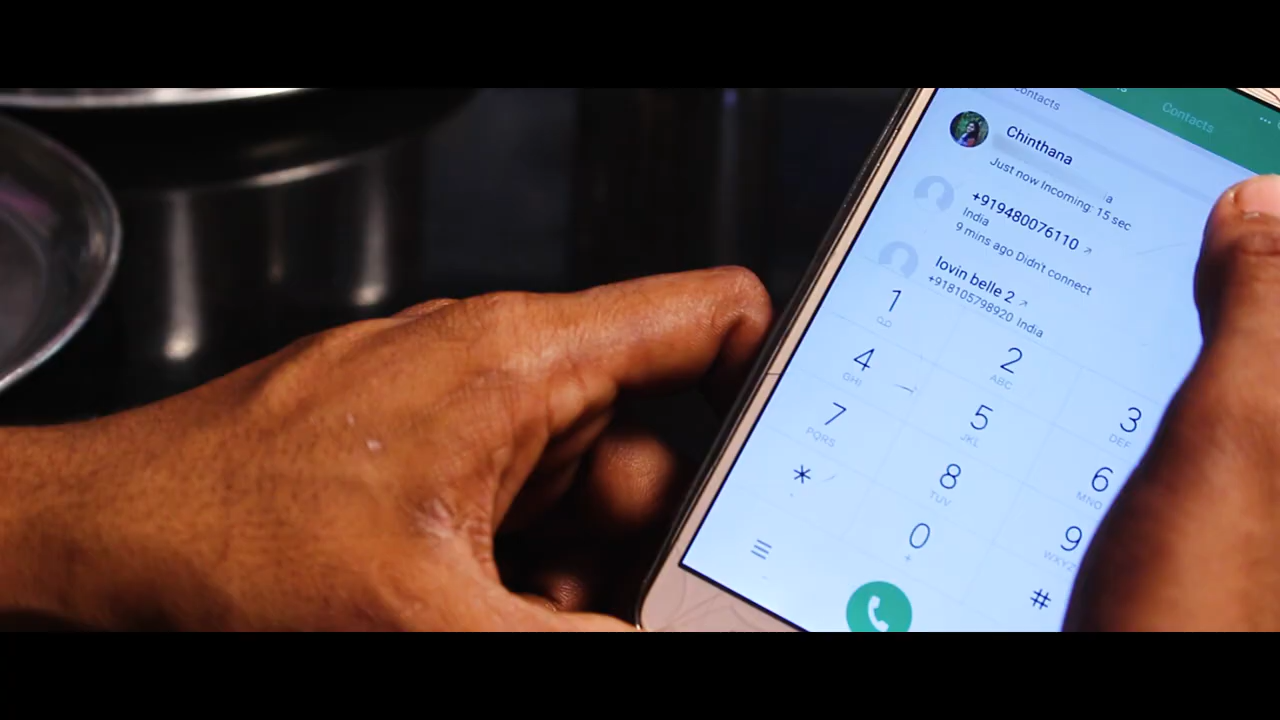 Contacts
contacts
Chinthana
a
Just now Incoming: 15 sec
+919480076110
India
9 mins ago Didn't connect
lovin belle 2
+918105798920 India
1
2
ABC
3
DEF
4
GHI
5
JKL
6
MNO
7
PQRS
8
TUV
9
WXYZ
*
0
+
#